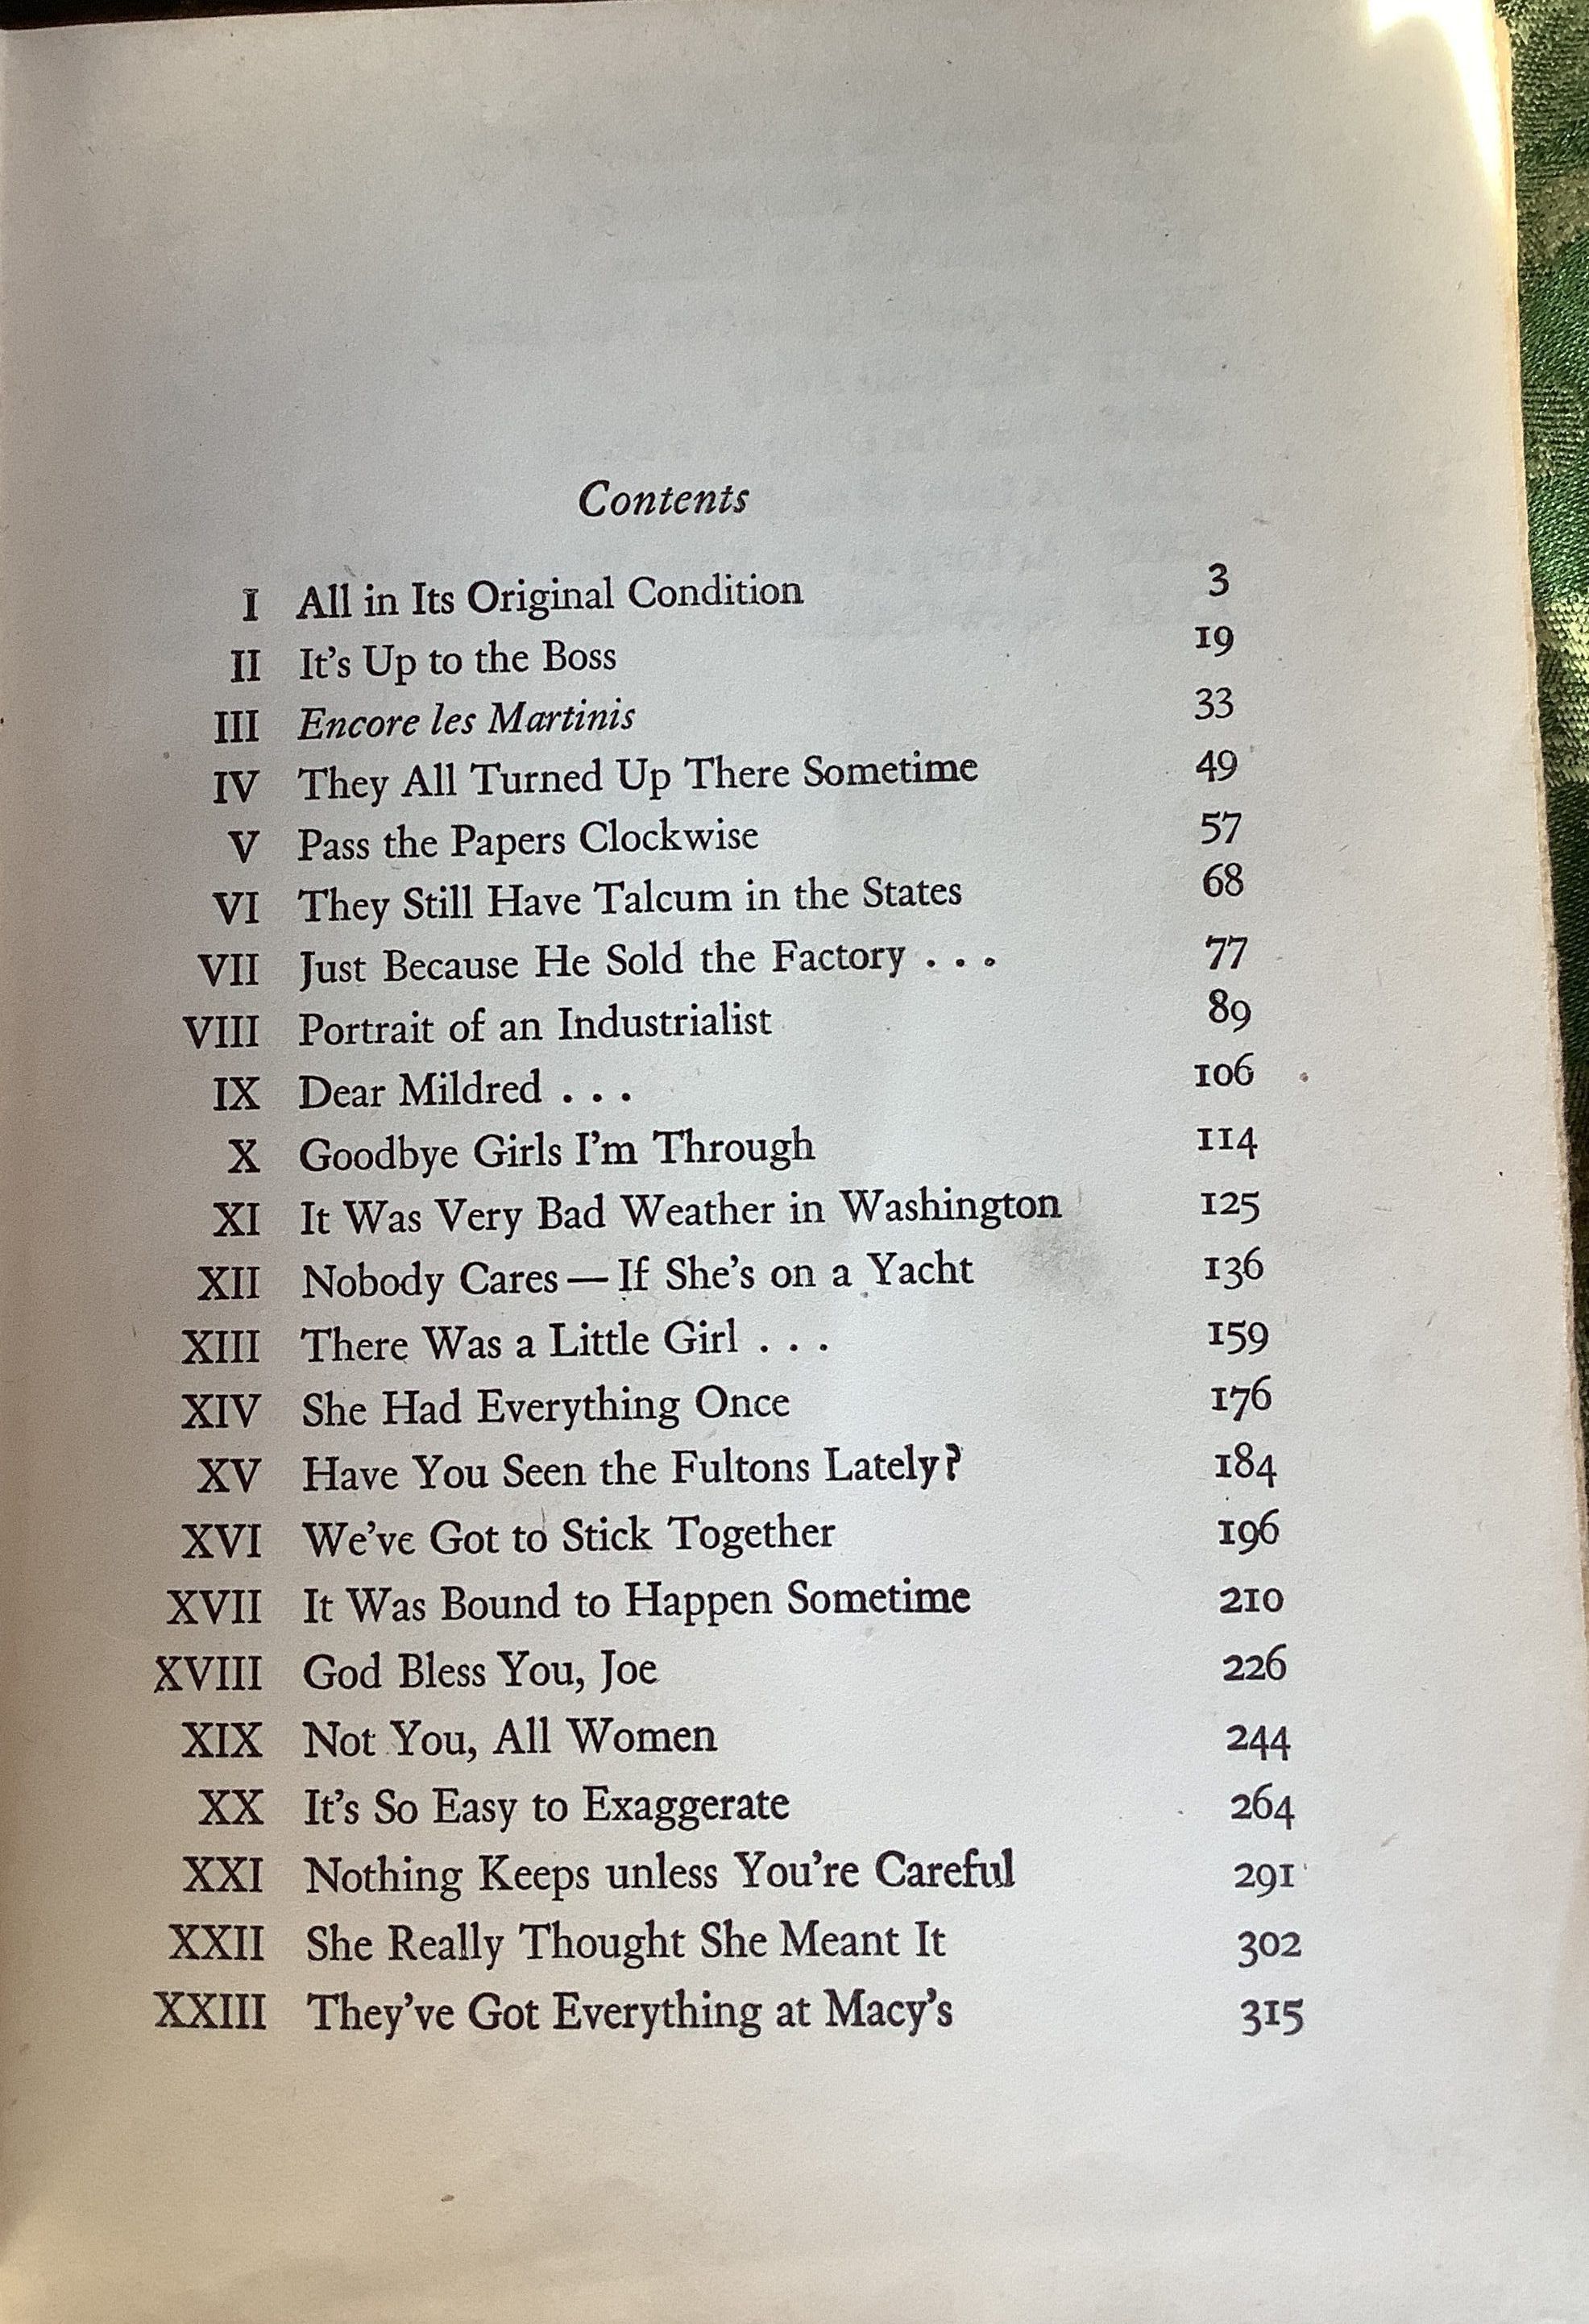 Contents
I All in Its Original Condition 3
II It's Up to the Boss 19
III Encore les Martinis 33
IV They All Turned Up There Sometime 49
V Pass the Papers Clockwise 57
VI They Still Have Talcum in the States 68
VII Just Because He Sold the Factory . . . 77
VIII Portrait of an Industrialist 89
IX Dear Mildred . . . 106
X Goodbye Girls I'm Through 114
XI It Was Very Bad Weather in Washington 125
XII Nobody Cares — If She's on a Yacht 136
XIII There Was a Little Girl . . . 159
XIV She Had Everything Once 176
XV Have You Seen the Fultons Lately? 184
XVI We've Got to Stick Together 196
XVII It Was Bound to Happen Sometime 210
XVIII God Bless You, Joe 226
XIX Not You, All Women 244
XX It's So Easy to Exaggerate 264
XXI Nothing Keeps unless You're Careful 291
XXII She Really Thought She Meant It 302
XXIII They've Got Everything at Macy's 315